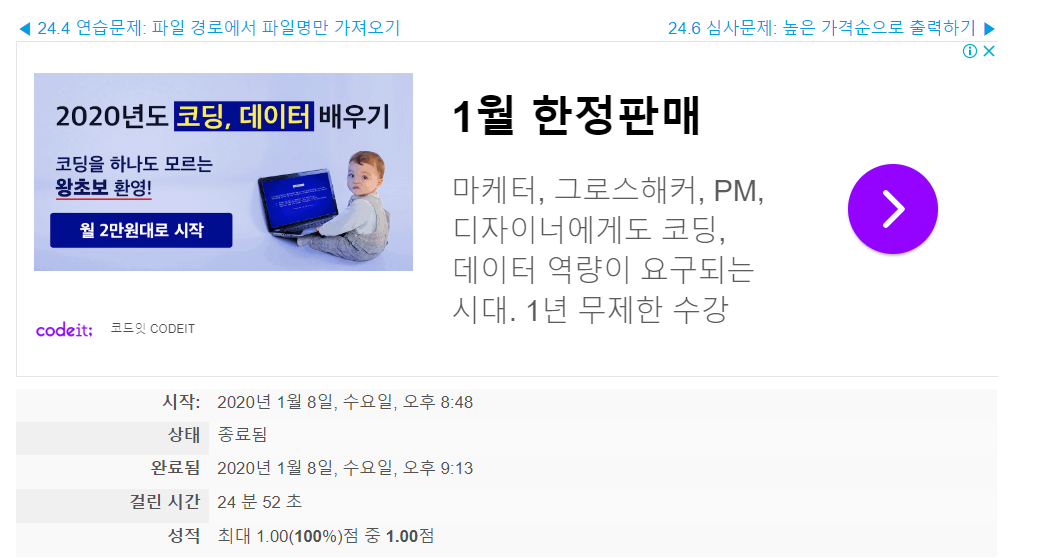 ◀ 24.4 연습문제: 파일 경로에서 파일명만 가져오기
24.6 심사문제: 높은 가격순으로 출력하기 ▶
2020년도 코딩, 데이터 배우기
코딩을 하나도 모르는
왕초보 환영!
월 2만원대로 시작
codeit;
코드잇 CODEIT
1월 한정판매
마케터, 그로스해커, PM,
디자이너에게도 코딩,
데이터 역량이 요구되는
시대. 1년 무제한 수강
시작: 2020년 1월 8일, 수요일, 오후 8:48
상태 종료됨
완료됨 2020년 1월 8일, 수요일, 오후 9:13
걸린 시간 24 분 52 초
성적 최대 1.00(100%)점 중 1.00점